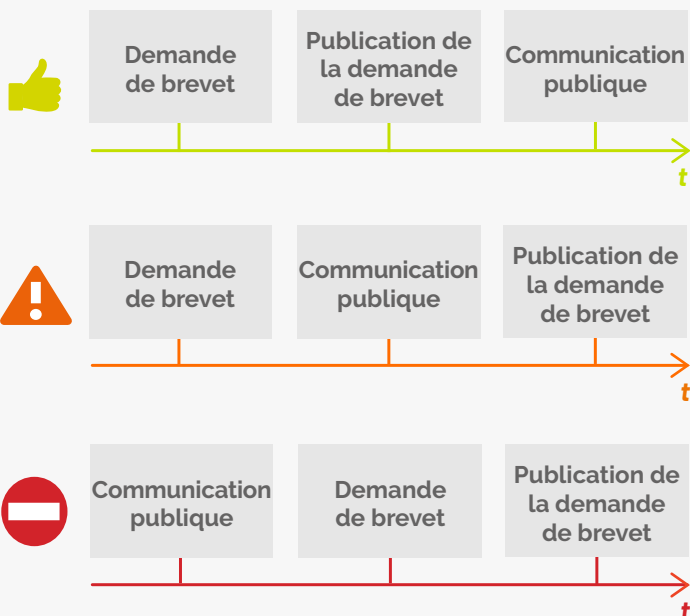 Demande
de brevet
Publication de
la demande
de brevet
Communication
publique
t
Demande
de brevet
Communication
publique
Publication de
la demande
de brevet
t
Communication
publique
Demande
de brevet
Publication de
la demande
de brevet
t